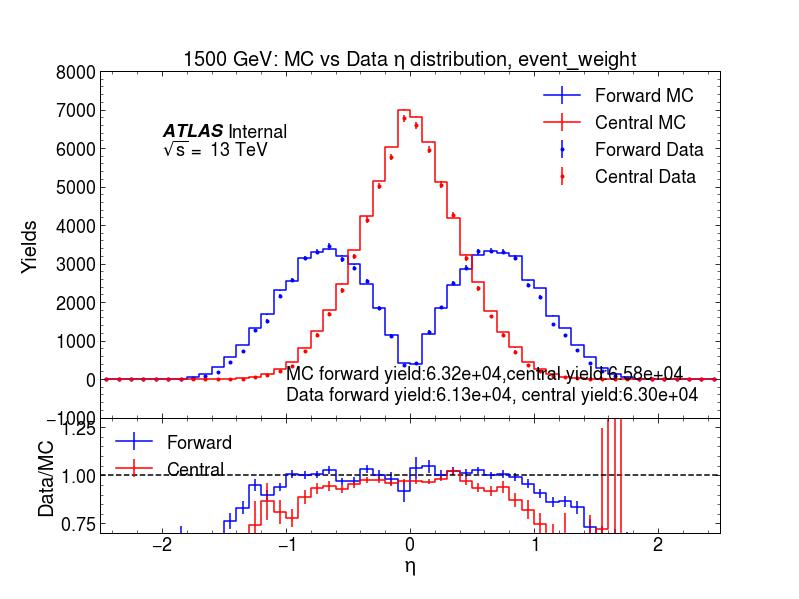 1500 GeV: MC vs Data η distribution, event_weight
8000
7000
6000
5000
4000
3000
2000
1000
0
−1000
Yields
ATLAS Internal
√s = 13 TeV
Forward MC
Central MC
Forward Data
Central Data
MC forward yield:6.32e+04,central yield:6.58e+04
Data forward yield:6.13e+04, central yield:6.30e+04
1.25
1.00
0.75
Data/MC
Forward
Central
−2 −1 0 1 2
η